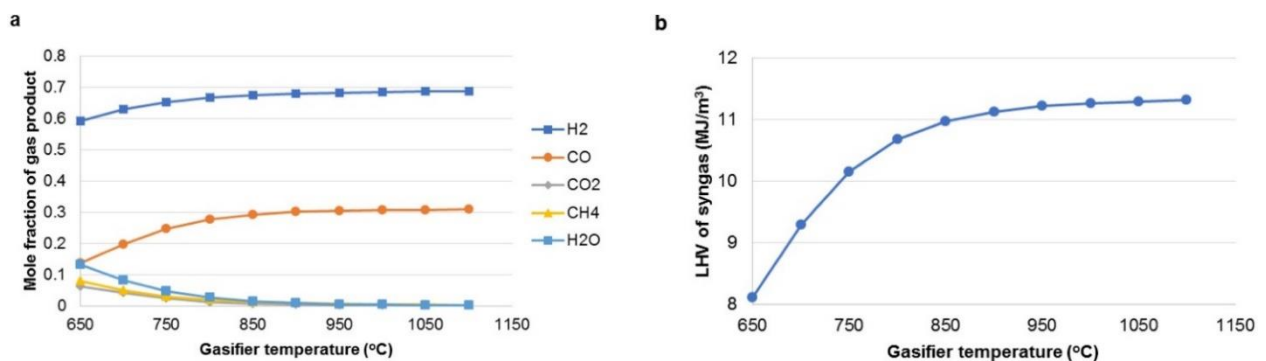 a
Mole fraction of gas product
0.8
0.7
0.6
0.5
0.4
0.3
0.2
0.1
0
650 750 850 950 1050 1150
Gasifier temperature (ºC)
H2
CO
CO2
CH4
H2O
b
LHV of syngas (MJ/m³)
12
11
10
9
8
650 750 850 950 1050 1150
Gasifier temperature (ºC)